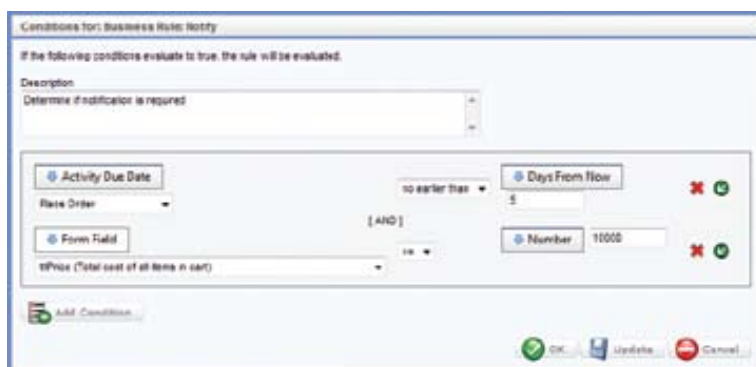 Conditions for: Business Rule: Notify
If the following conditions evaluate to true, the rule will be evaluated.
Description
Determine if notification is required
Activity Due Date
no earlier than
Days From Now
Place Order
5
[ AND ]
Form Field
Number
10000
(Total cost of all items in cart)
Add Condition
OK
Update
Cancel